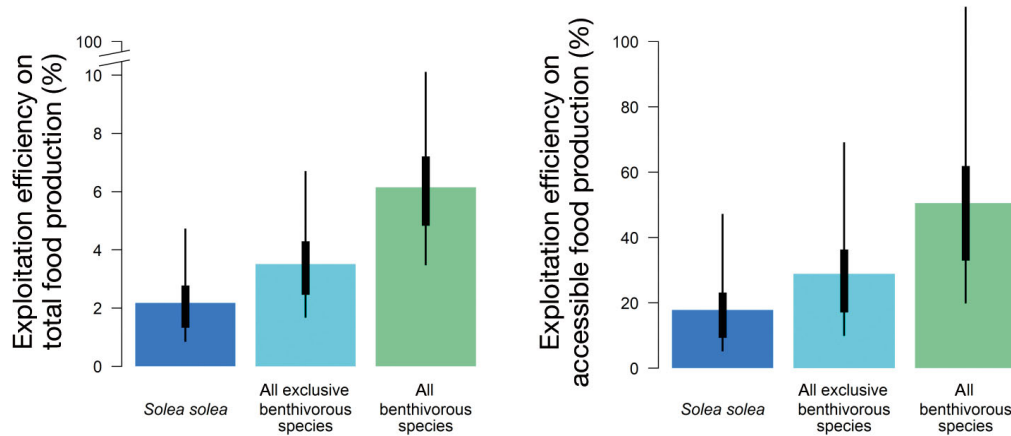 Exploitation efficiency on
total food production (%)
100
10
8
6
4
2
0
Solea solea
All exclusive
benthivorous
species
All
benthivorous
species
Exploitation efficiency on
accessible food production (%)
100
80
60
40
20
0
Solea solea
All exclusive
benthivorous
species
All
benthivorous
species